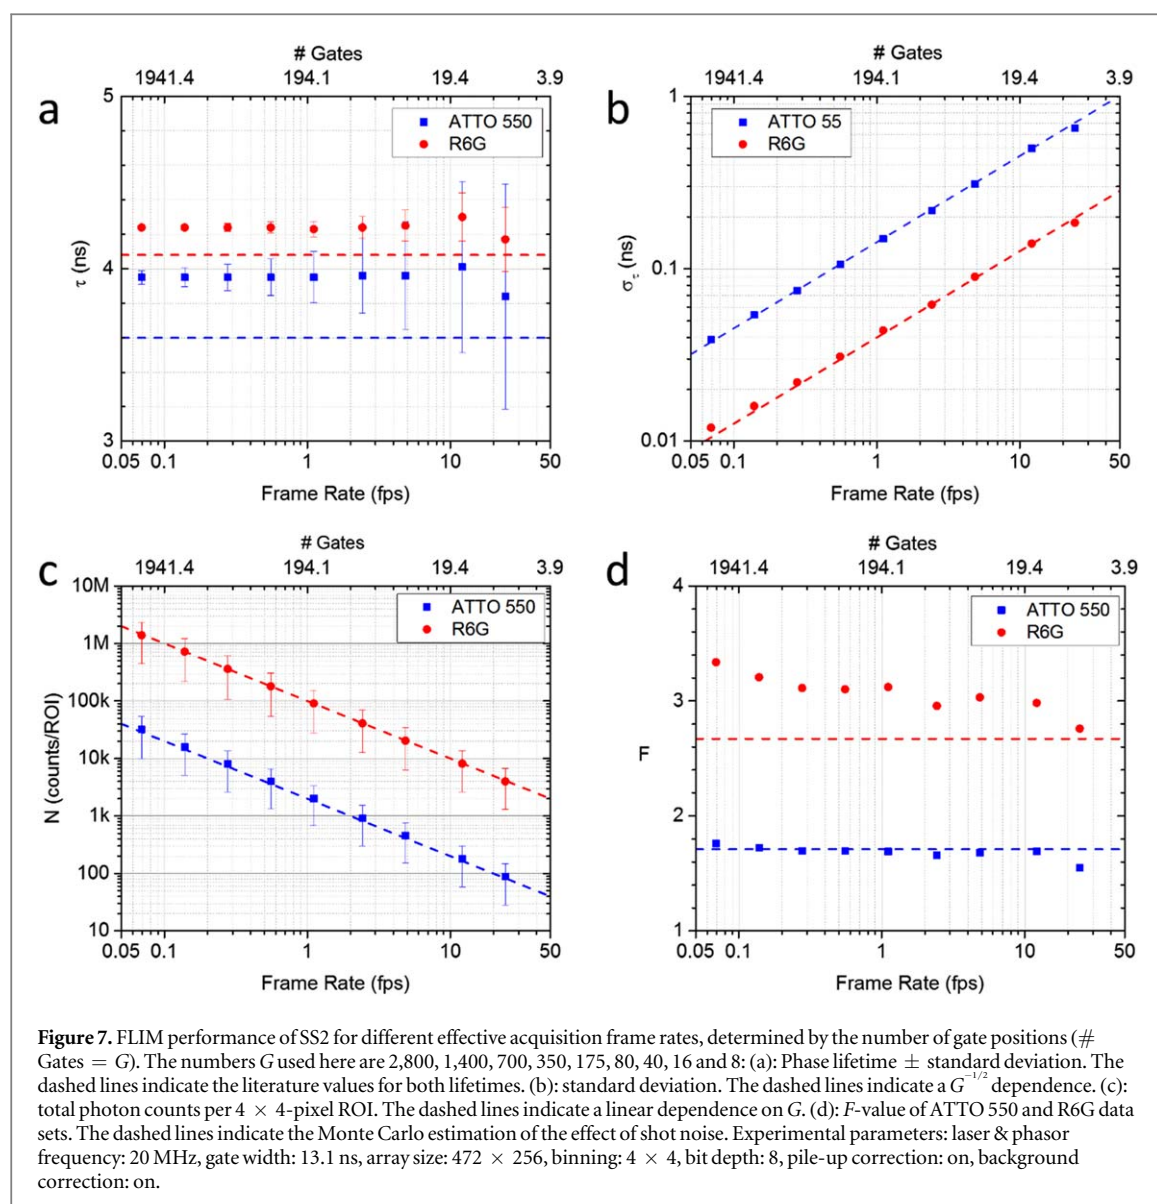 # Gates
1941.4 194.1 19.4 3.9
a
5
ATTO 550
R6G
τ (ns)
4
3
0.05 0.1 1 10 50
Frame Rate (fps)
# Gates
1941.4 194.1 19.4 3.9
b
1
ATTO 55
R6G
στ (ns)
0.1
0.01
0.05 0.1 1 10 50
Frame Rate (fps)
# Gates
1941.4 194.1 19.4 3.9
c
10M
ATTO 550
R6G
1M
100k
N (counts/ROI)
10k
1k
100
10
0.05 0.1 1 10 50
Frame Rate (fps)
# Gates
1941.4 194.1 19.4 3.9
d
4
ATTO 550
R6G
3
F
2
1
0.05 0.1 1 10 50
Frame Rate (fps)
Figure 7. FLIM performance of SS2 for different effective acquisition frame rates, determined by the number of gate positions (#
Gates = G). The numbers G used here are 2,800, 1,400, 700, 350, 175, 80, 40, 16 and 8: (a): Phase lifetime ± standard deviation. The
dashed lines indicate the literature values for both lifetimes. (b): standard deviation. The dashed lines indicate a G⁻¹/² dependence. (c):
total photon counts per 4 × 4-pixel ROI. The dashed lines indicate a linear dependence on G. (d): F-value of ATTO 550 and R6G data
sets. The dashed lines indicate the Monte Carlo estimation of the effect of shot noise. Experimental parameters: laser & phasor
frequency: 20 MHz, gate width: 13.1 ns, array size: 472 × 256, binning: 4 × 4, bit depth: 8, pile-up correction: on, background
correction: on.